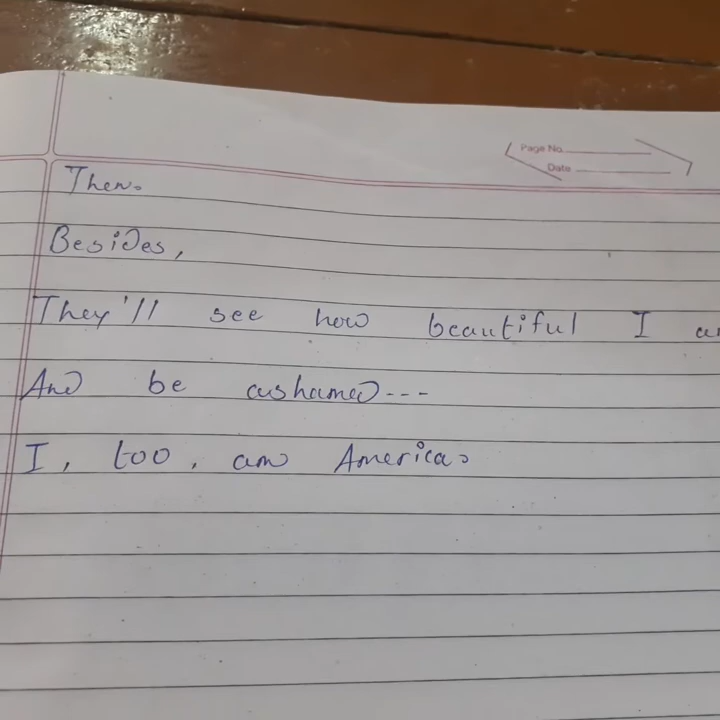 Page No.
Date
Then.
Besides,
They'll see how beautiful I a
And be ashamed---
I, too, am America.